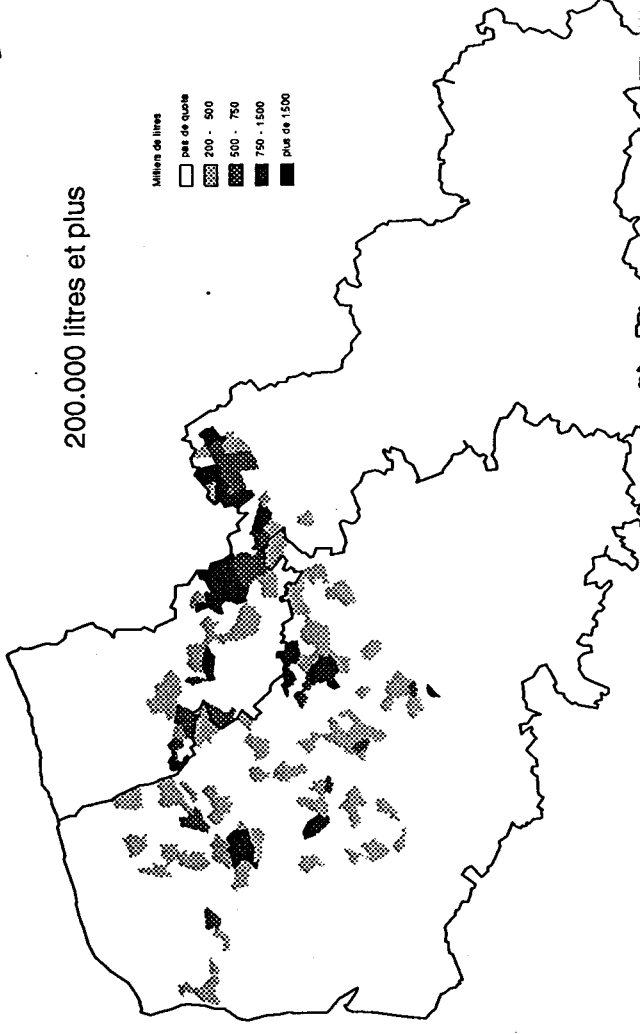 200.000 litres et plus
Milliers de litres
pas de quota
200 - 500
500 - 750
750 - 1500
plus de 1500